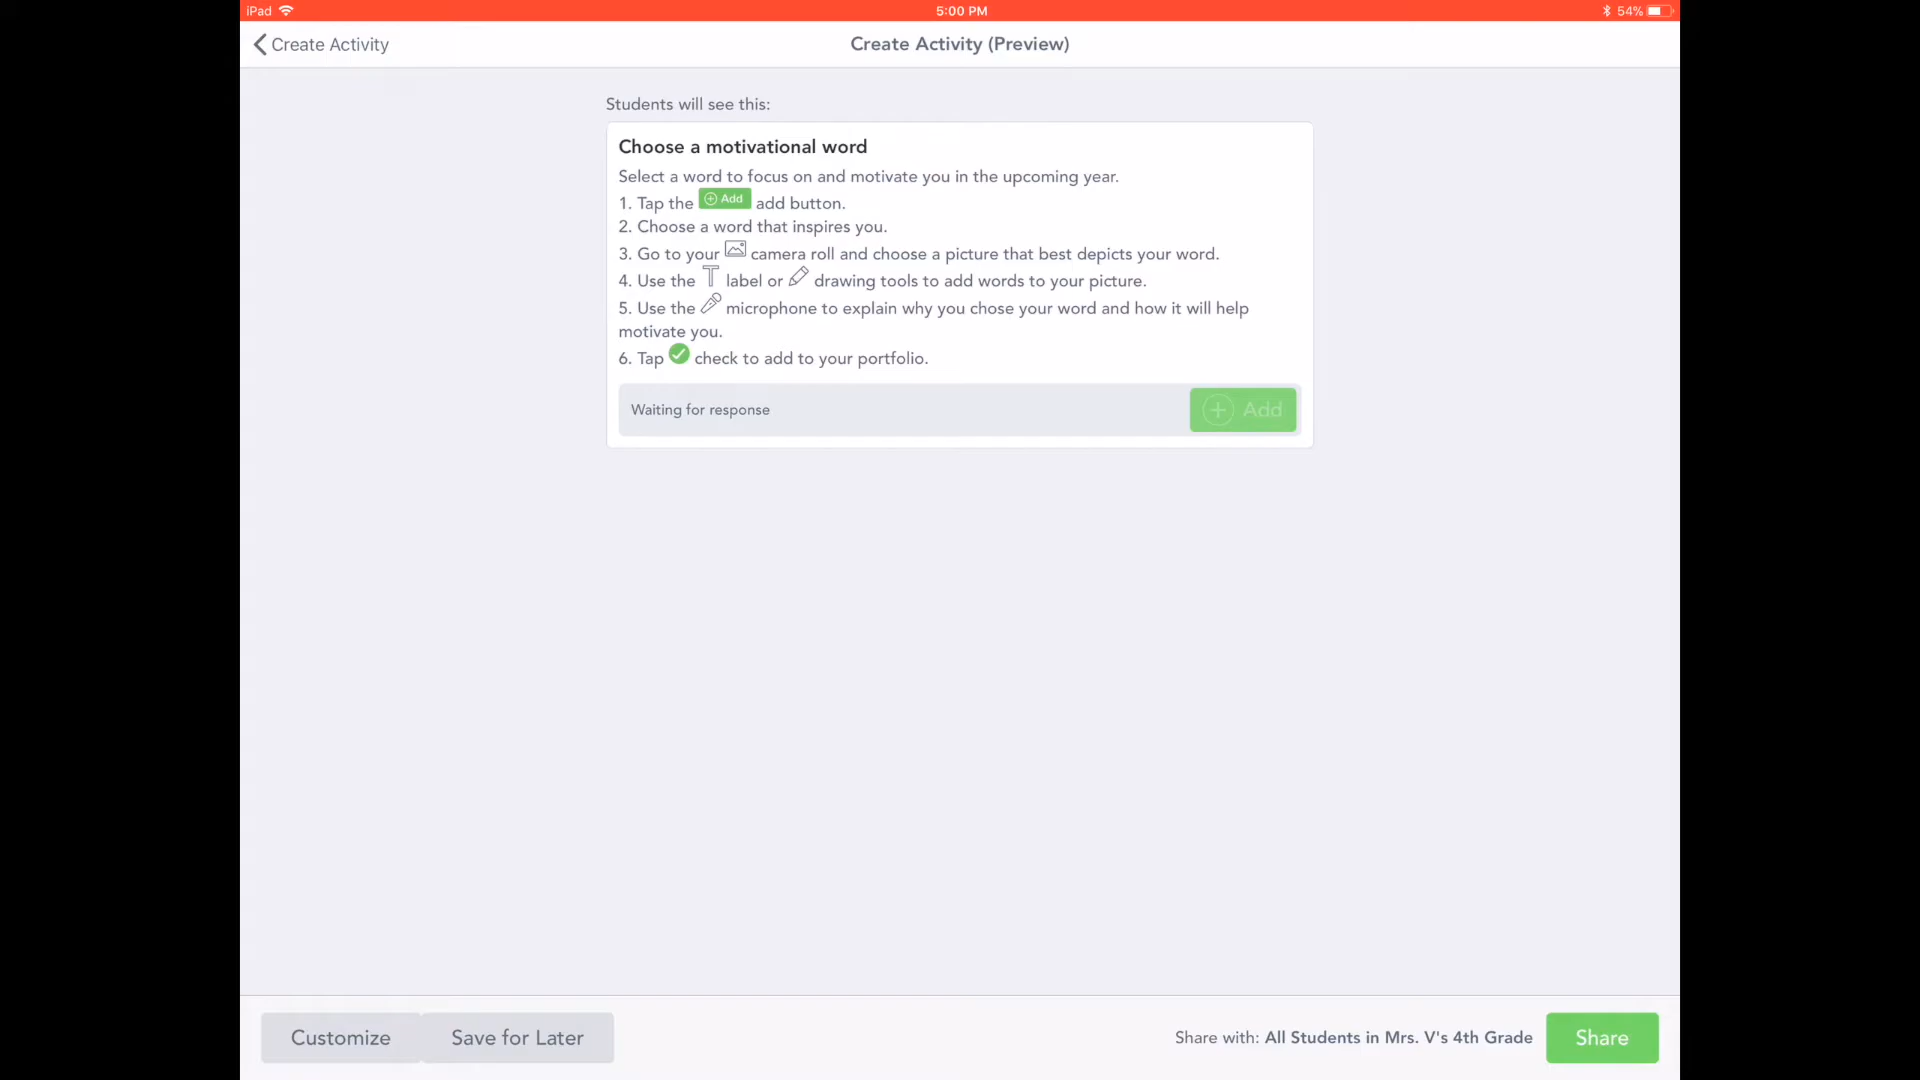 iPad 5:00 PM 54%
Create Activity Create Activity (Preview)
Students will see this:
Choose a motivational word
Select a word to focus on and motivate you in the upcoming year.
1. Tap the Add add button.
2. Choose a word that inspires you.
3. Go to your camera roll and choose a picture that best depicts your word.
4. Use the T label or drawing tools to add words to your picture.
5. Use the microphone to explain why you chose your word and how it will help
motivate you.
6. Tap check to add to your portfolio.
Waiting for response Add
Customize Save for Later Share with: All Students in Mrs. V's 4th Grade Share